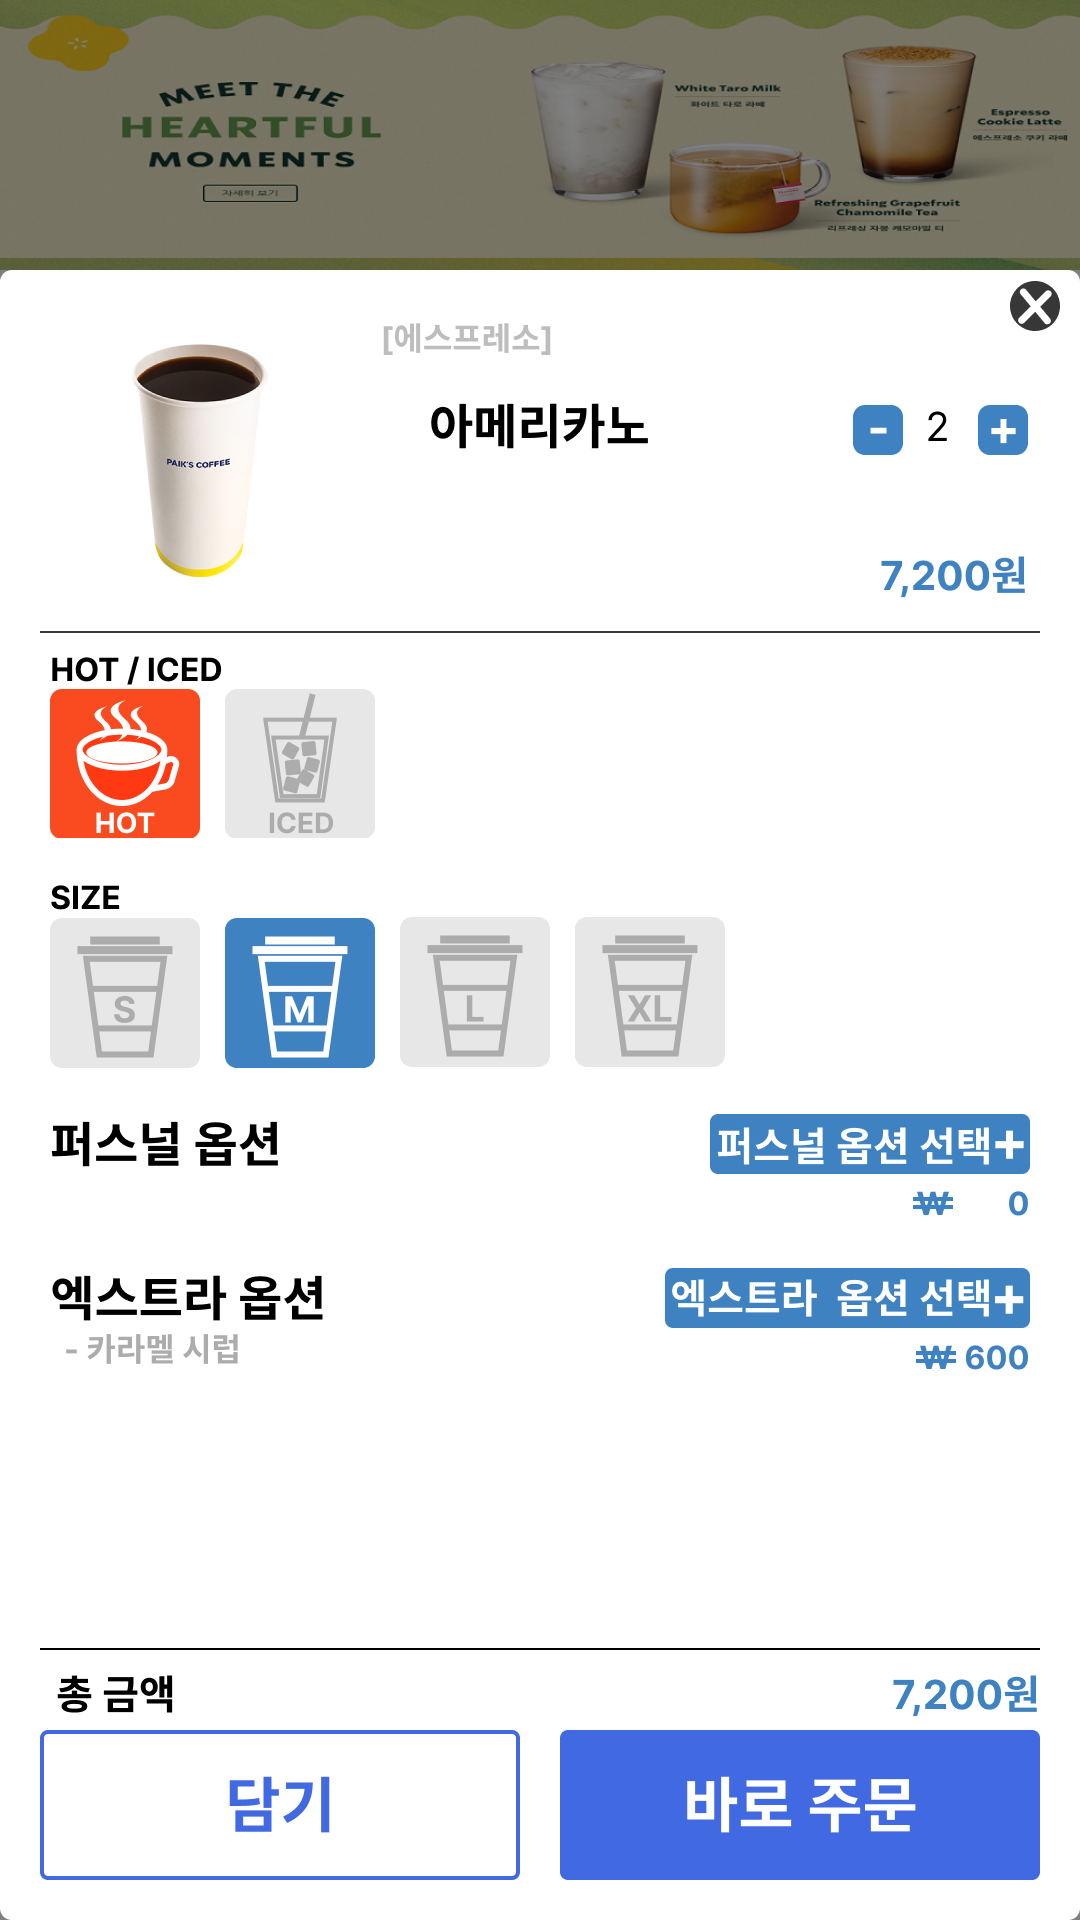 MEET THE
HEARTFUL
MOMENTS
자세히 보기
White Taro Milk
화이트 타로 라떼
Espresso
Cookie Latte
에스프레소 쿠키 라떼
Refreshing Grapefruit
Chamomile Tea
리프레싱 자몽 캐모마일 티
[에스프레소]
아메리카노
- 2 +
PAIK'S COFFEE
7,200원
HOT / ICED
HOT ICED
SIZE
S M L XL
퍼스널 옵션 퍼스널 옵션 선택+
₩ 0
엑스트라 옵션 엑스트라 옵션 선택+
- 카라멜 시럽 ₩ 600
총 금액 7,200원
담기 바로 주문